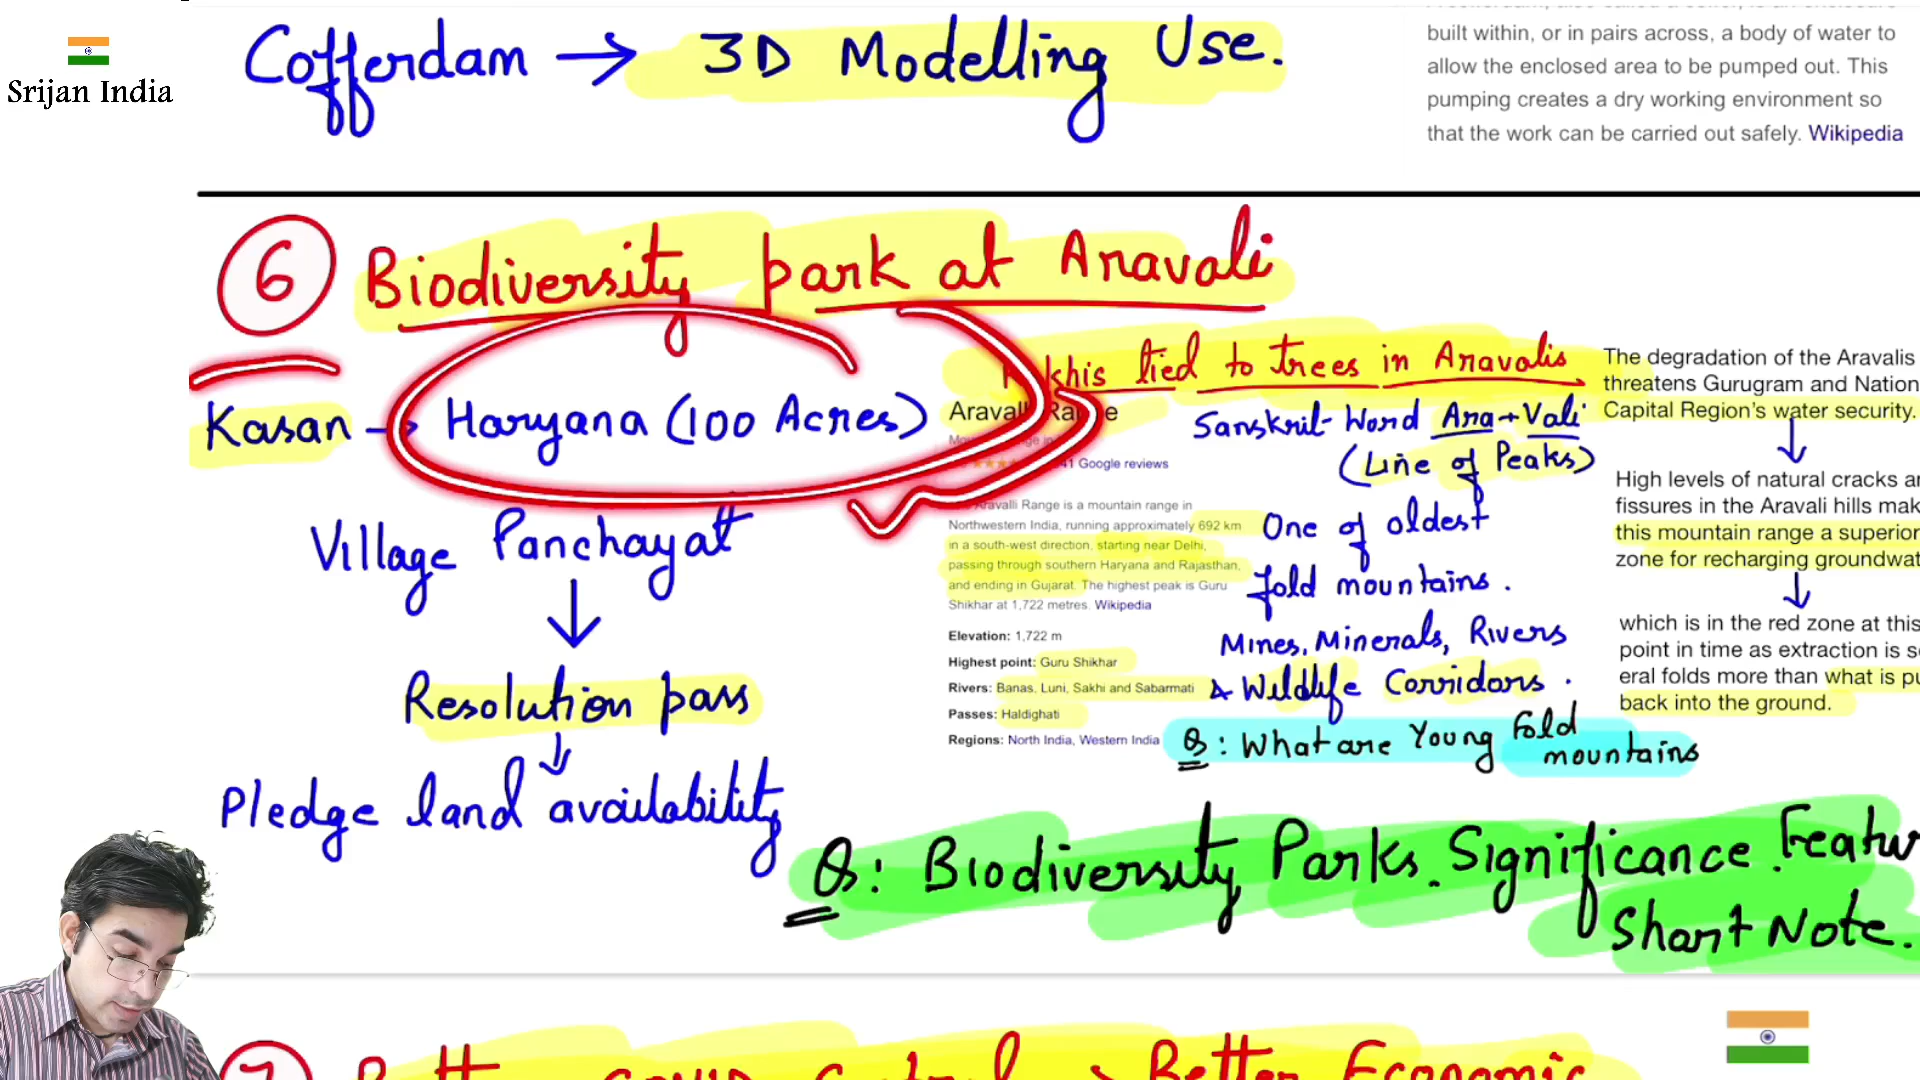 built within, or in pairs across, a body of water to
allow the enclosed area to be pumped out. This
pumping creates a dry working environment so
that the work can be carried out safely. Wikipedia
Cofferdam → 3D Modelling Use.
Srijan India
6 Biodiversity park at Aravali
Kasan → Haryana (100 Acres)
Village Panchayat
↓
Resolution pass
↓
Pledge land availability
tied to trees in Aravalis
Aravalli
Google reviews
Aravalli Range is a mountain range in
Northwestern India, running approximately 692 km
in a south-west direction, starting near Delhi,
passing through southern Haryana and Rajasthan,
and ending in Gujarat. The highest peak is Guru
Shikhar at 1,722 metres. Wikipedia
Elevation: 1,722 m
Highest point: Guru Shikhar
Rivers: Banas, Luni, Sakhi and Sabarmati
Passes: Haldighati
Regions: North India, Western India
Sanskrit Word Ara + Vali
(Line of Peaks)
One of oldest
fold mountains.
Mines, Minerals, Rivers
& Wildlife Corridors.
Q: What are Young Fold
mountains
The degradation of the Aravalis
threatens Gurugram and Nation
Capital Region's water security.
↓
High levels of natural cracks
fissures in the Aravali hills mak
this mountain range a superior
zone for recharging groundwat
↓
which is in the red zone at this
point in time as extraction is
eral folds more than what is pu
back into the ground.
Q: Biodiversity Parks. Significance. Featur
Short Note.
7 Better COVID Control → Better Economic